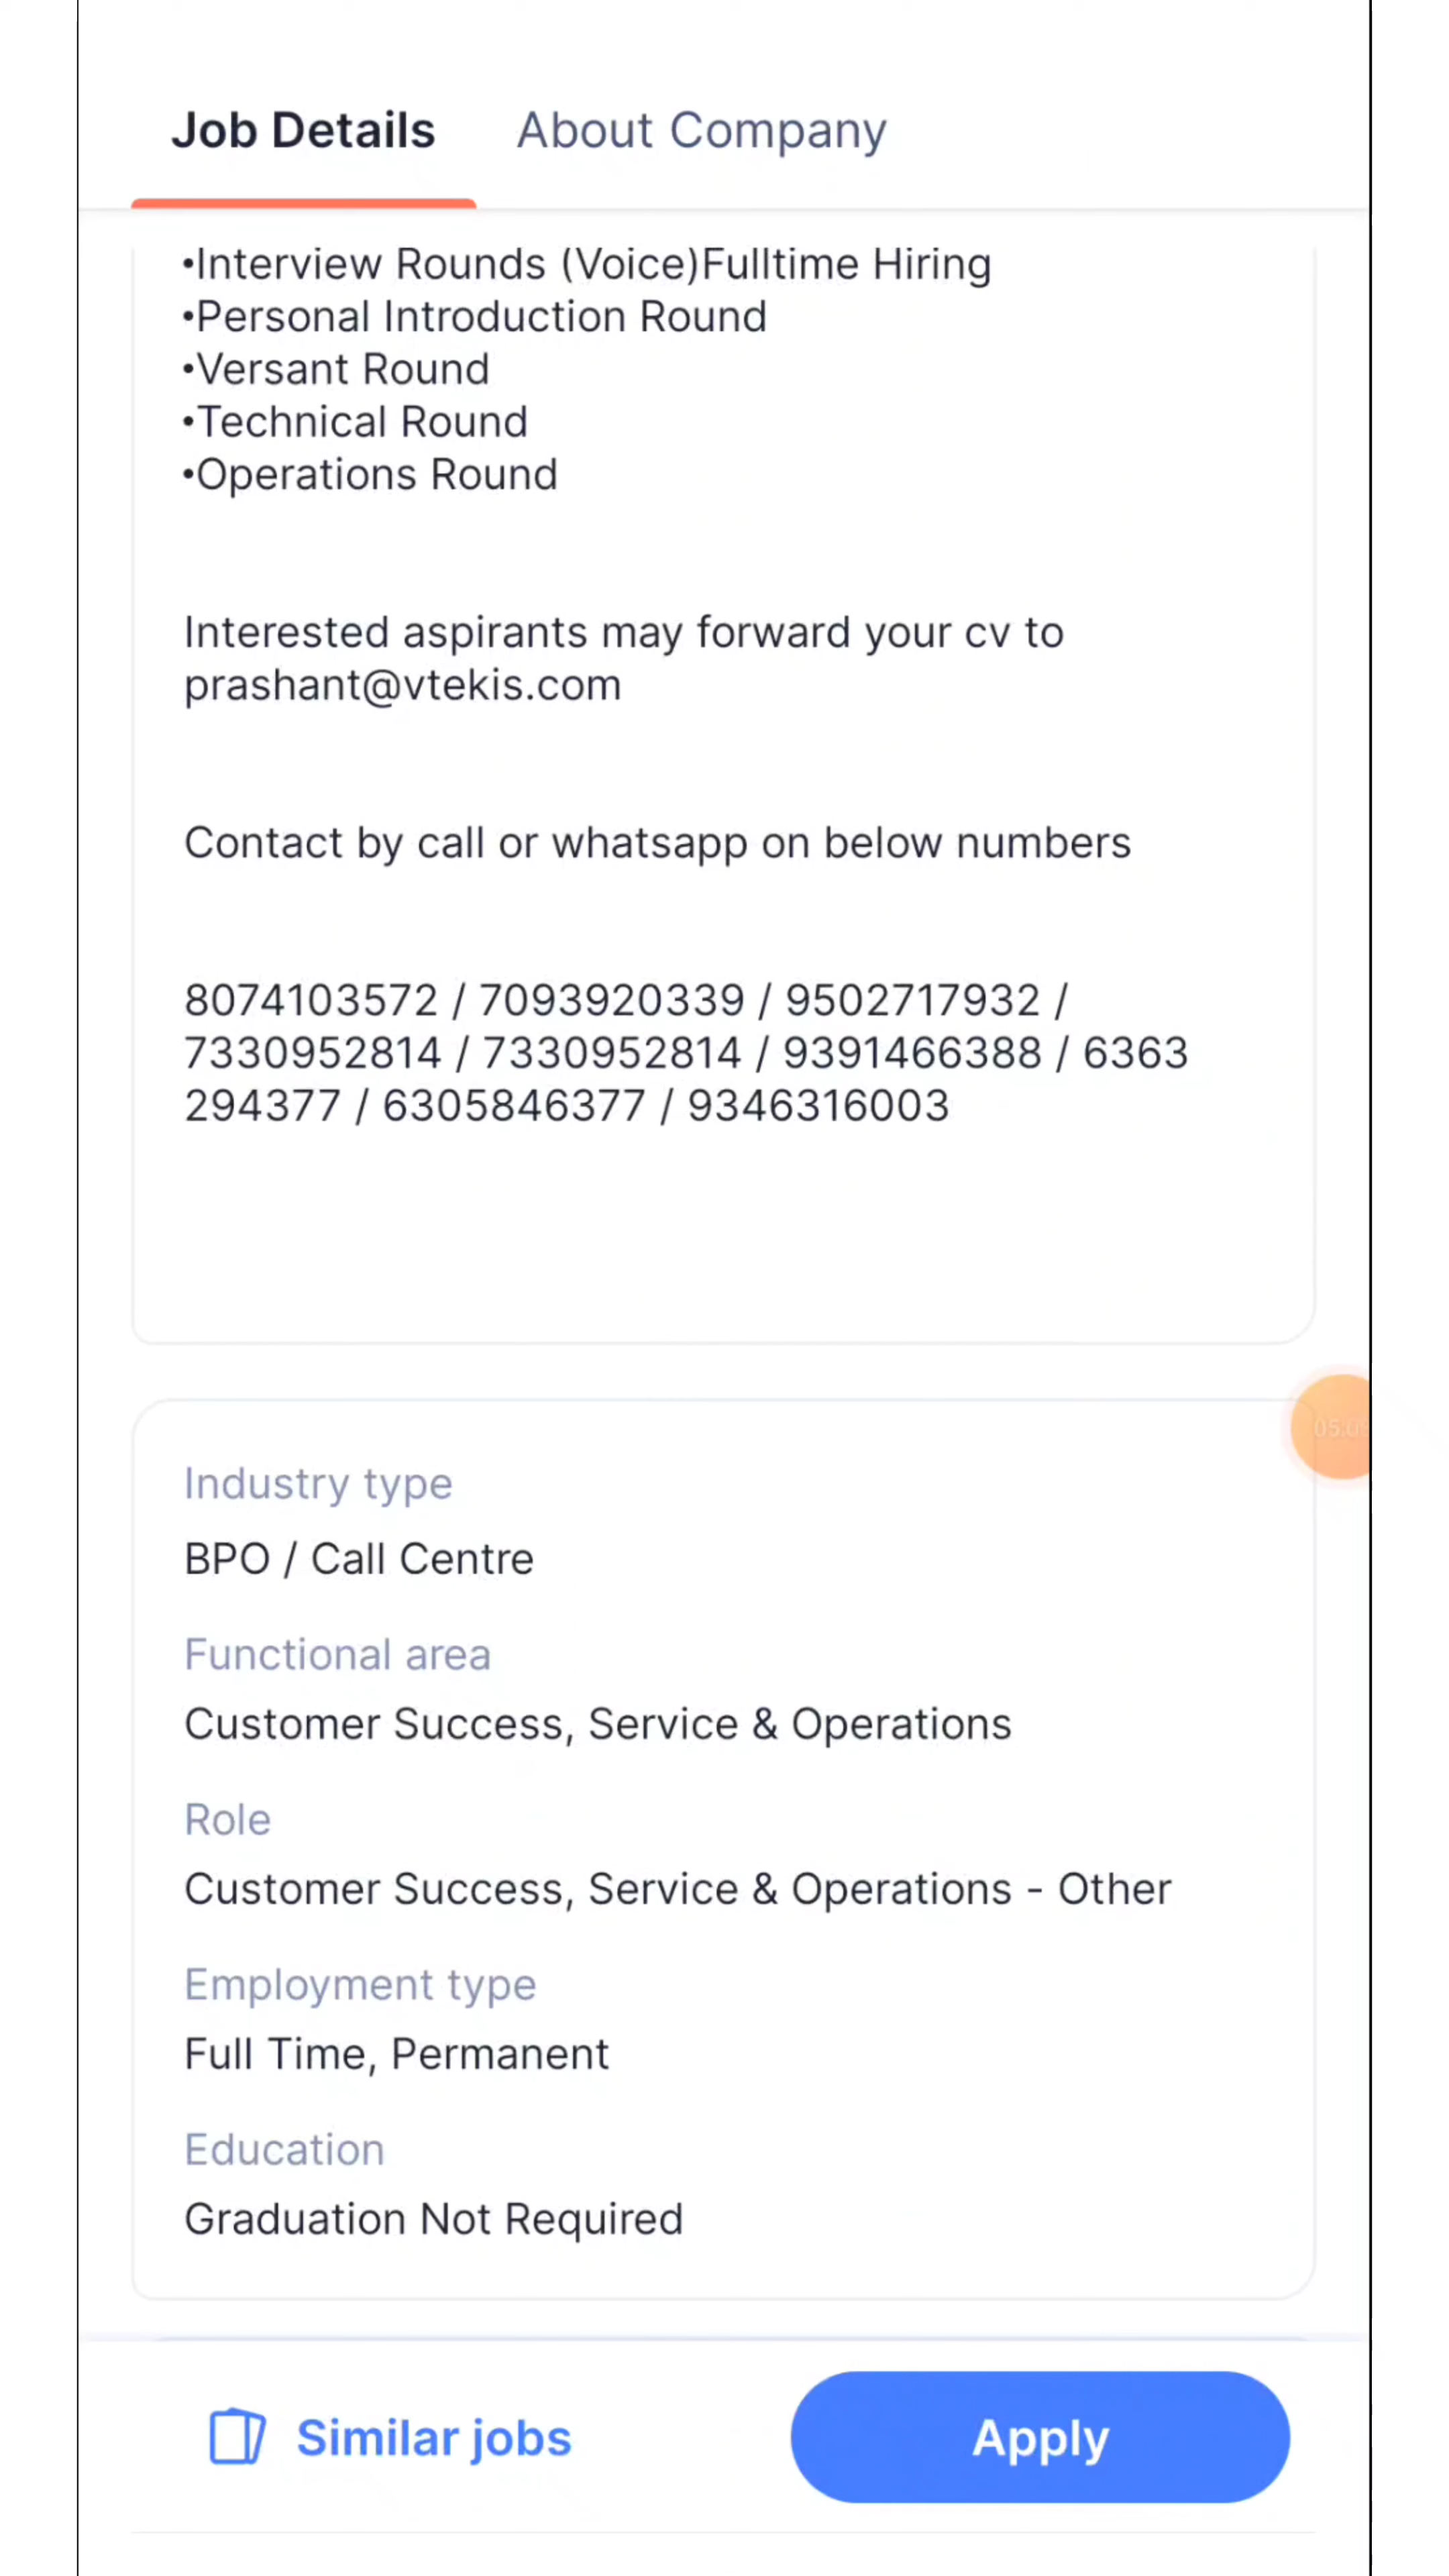 Job Details About Company
•Interview Rounds (Voice)Fulltime Hiring
•Personal Introduction Round
•Versant Round
•Technical Round
•Operations Round
Interested aspirants may forward your cv to
prashant@vtekis.com
Contact by call or whatsapp on below numbers
8074103572 / 7093920339 / 9502717932 /
7330952814 / 7330952814 / 9391466388 / 6363
294377 / 6305846377 / 9346316003
Industry type
BPO / Call Centre
Functional area
Customer Success, Service & Operations
Role
Customer Success, Service & Operations - Other
Employment type
Full Time, Permanent
Education
Graduation Not Required
Similar jobs Apply